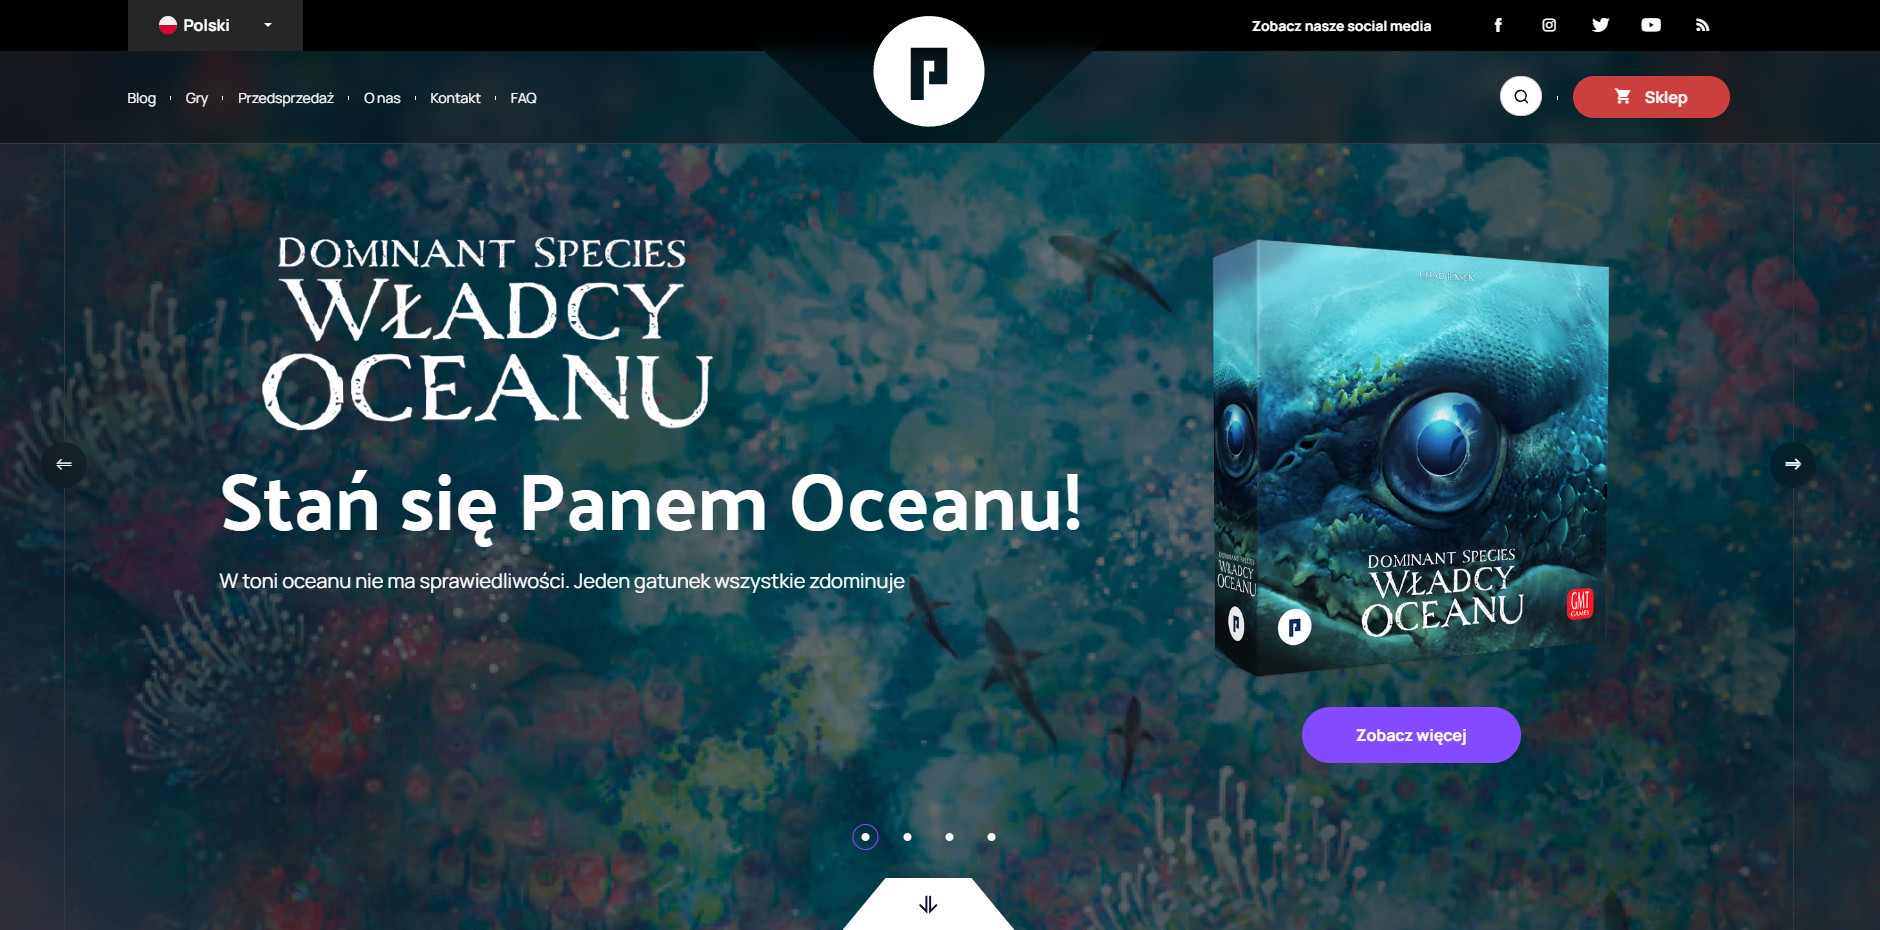 Polski
Zobacz nasze social media
Blog
Gry
Przedsprzedaż
O nas
Kontakt
FAQ
Sklep
DOMINANT SPECIES
WŁADCY
OCEANU
Stań się Panem Oceanu!
W toni oceanu nie ma sprawiedliwości. Jeden gatunek wszystkie zdominuje
CHAD JENSEN
DOMINANT SPECIES
WŁADCY
OCEANU
GMT
GAMES
DOMINANT SPECIES
WŁADCY
OCEANU
Zobacz więcej